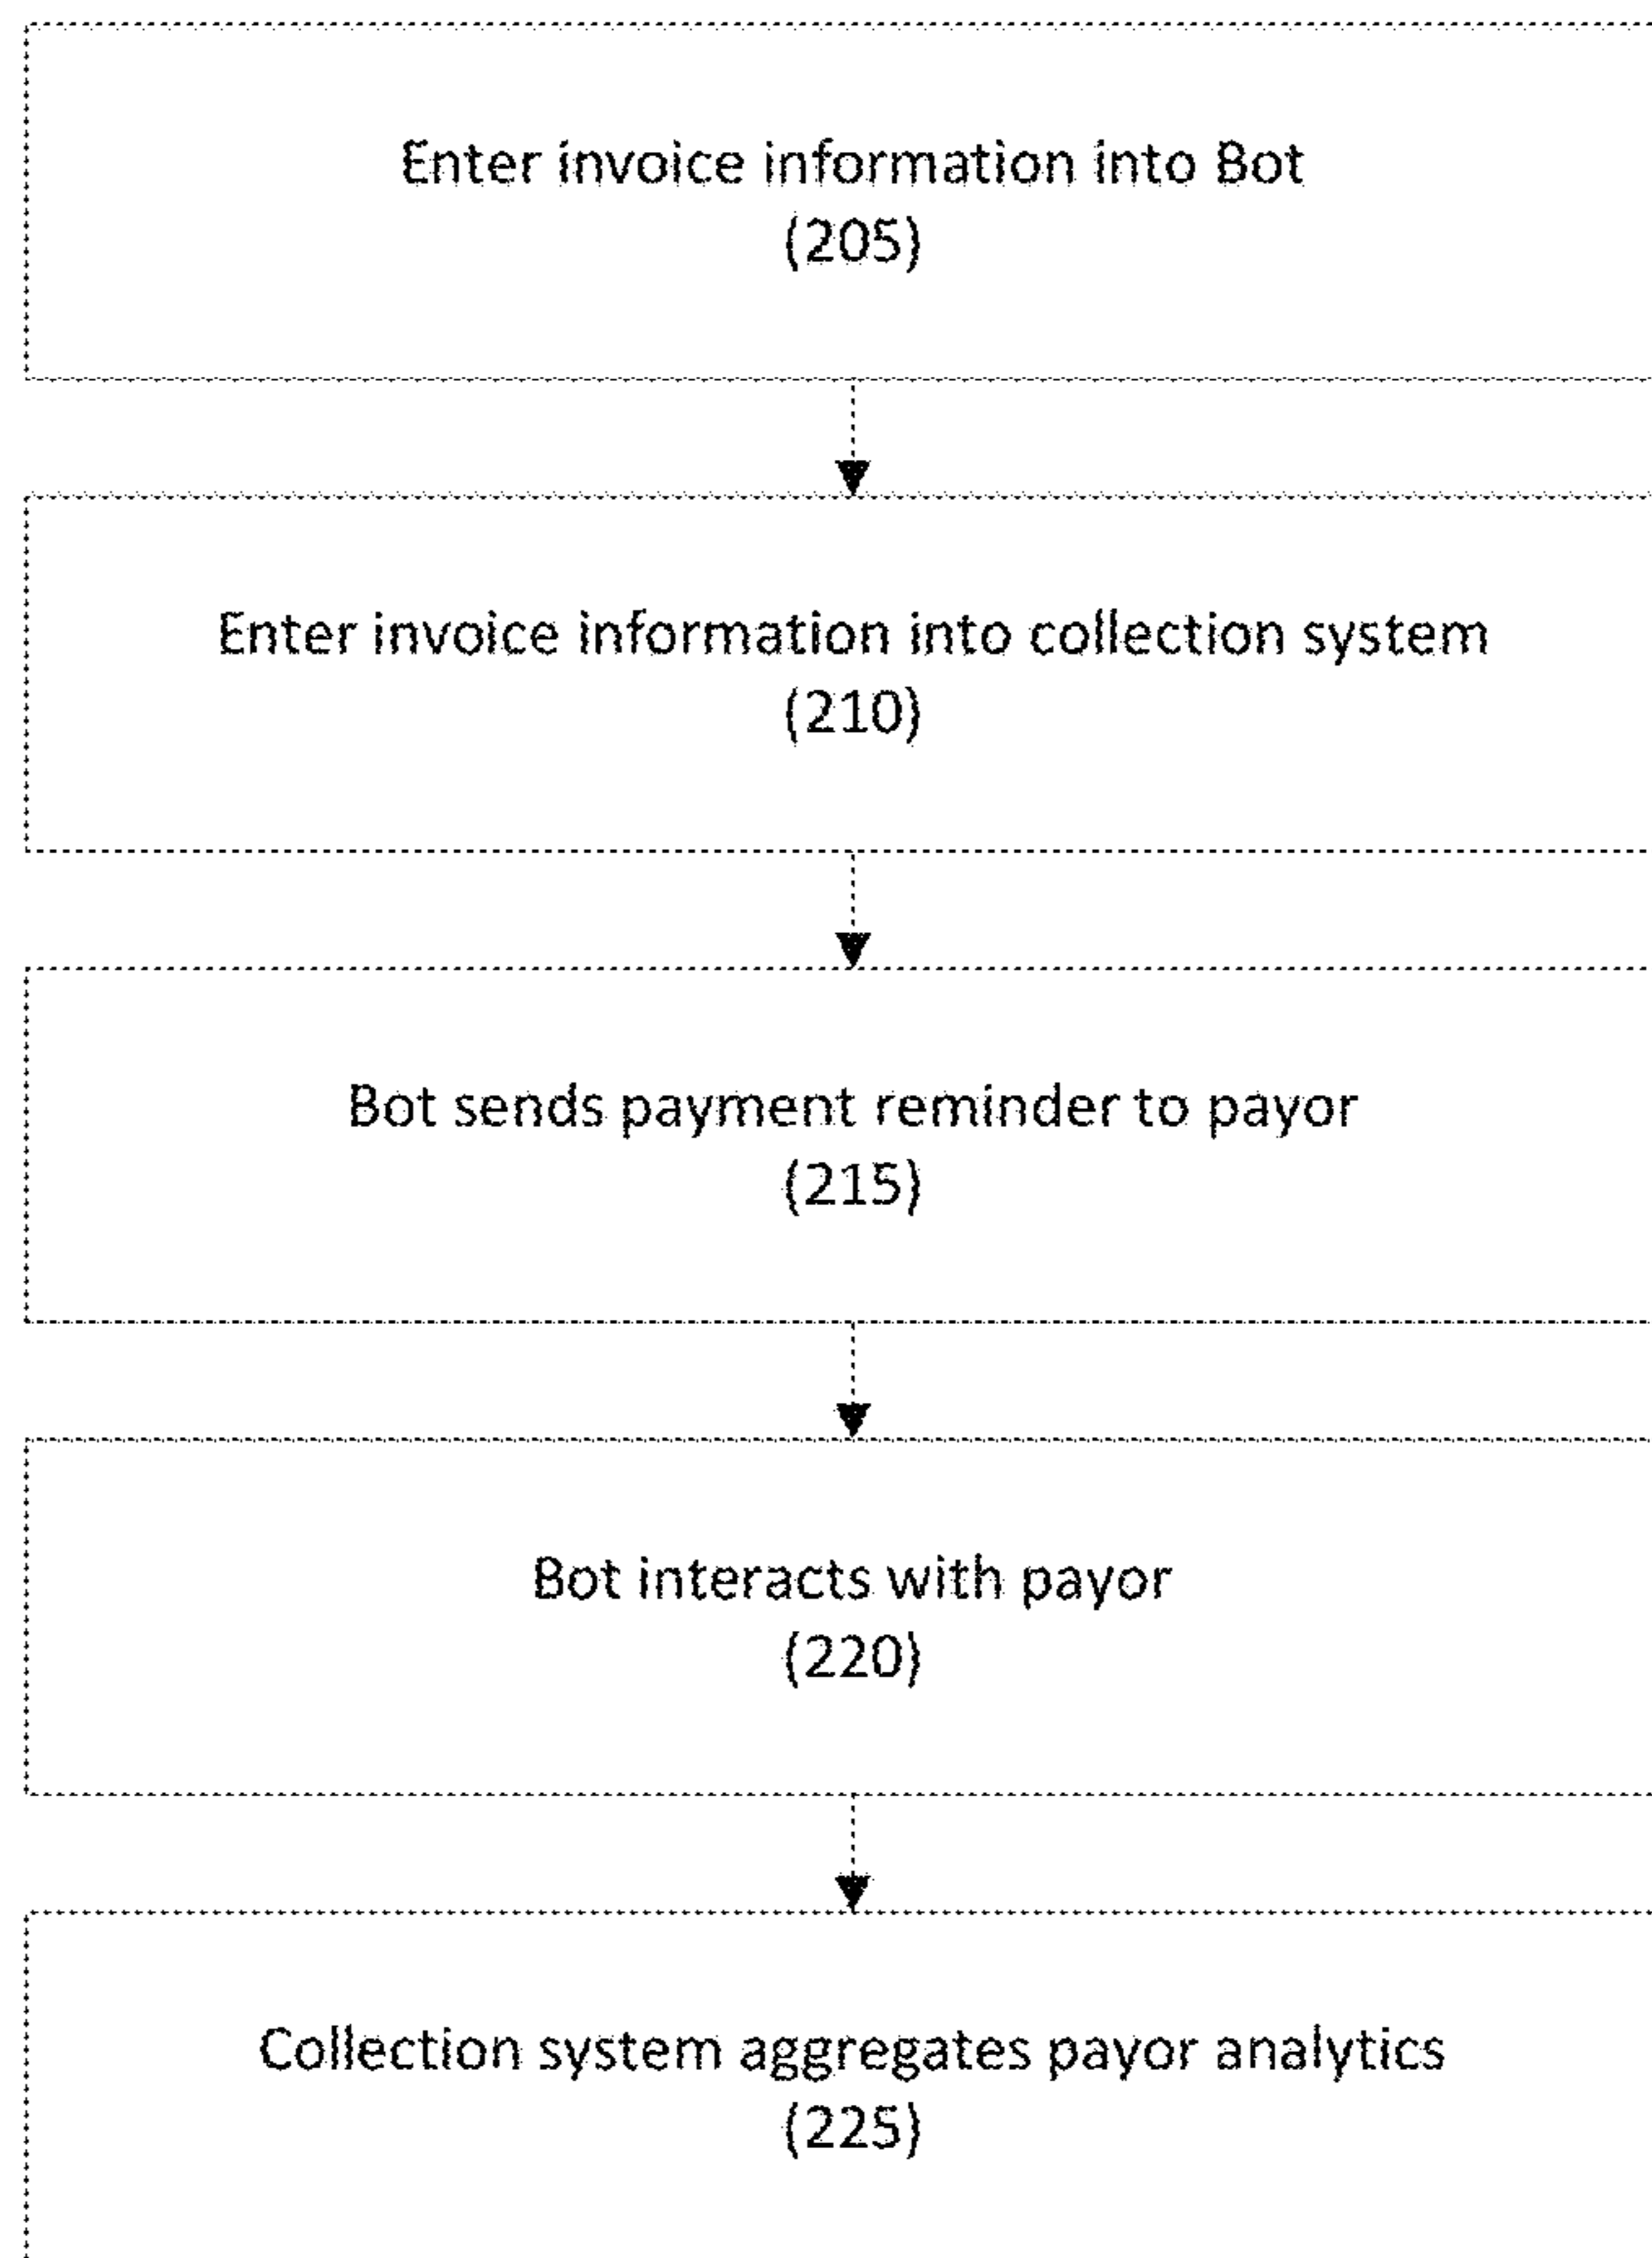 Enter invoice information into Bot
(205)
Enter invoice information into collection system
(210)
Bot sends payment reminder to payor
(215)
Bot interacts with payor
(220)
Collection system aggregates payor analytics
(225)